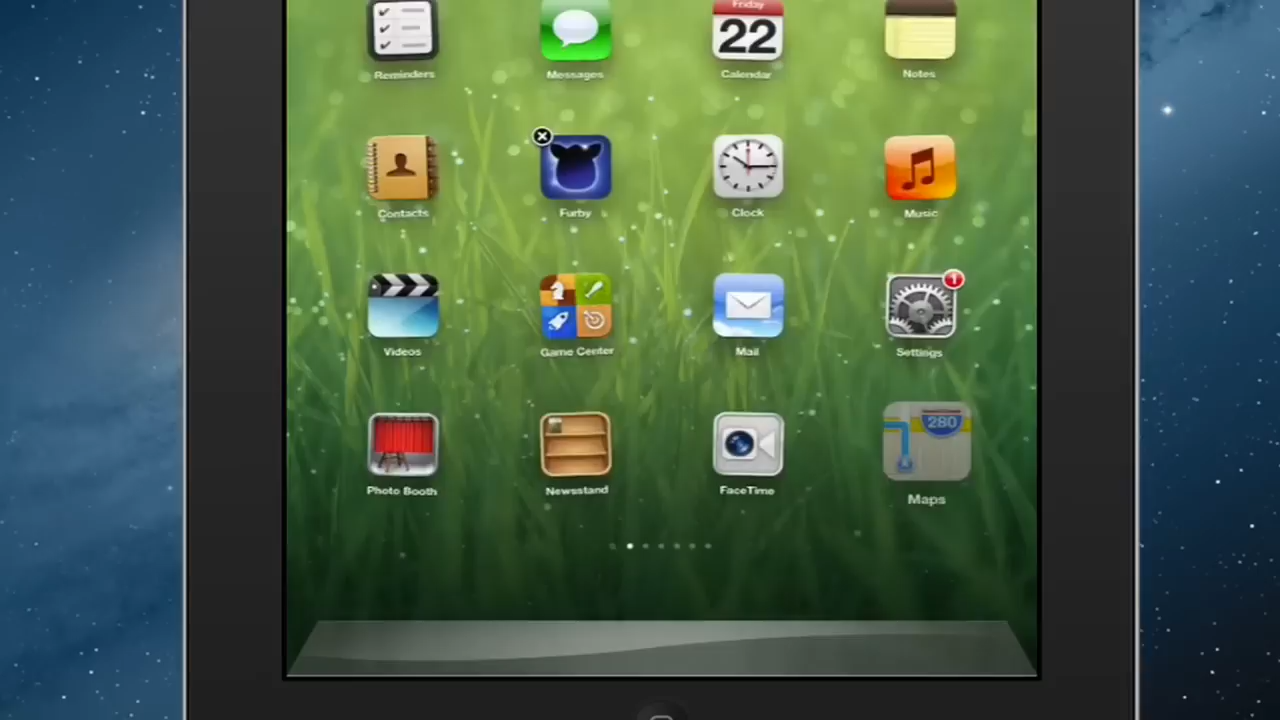 Friday
22
Reminders
Messages
Calendar
Notes
Contacts
Furby
Clock
Music
1
Videos
Game Center
Mail
Settings
280
Photo Booth
Newsstand
FaceTime
Maps